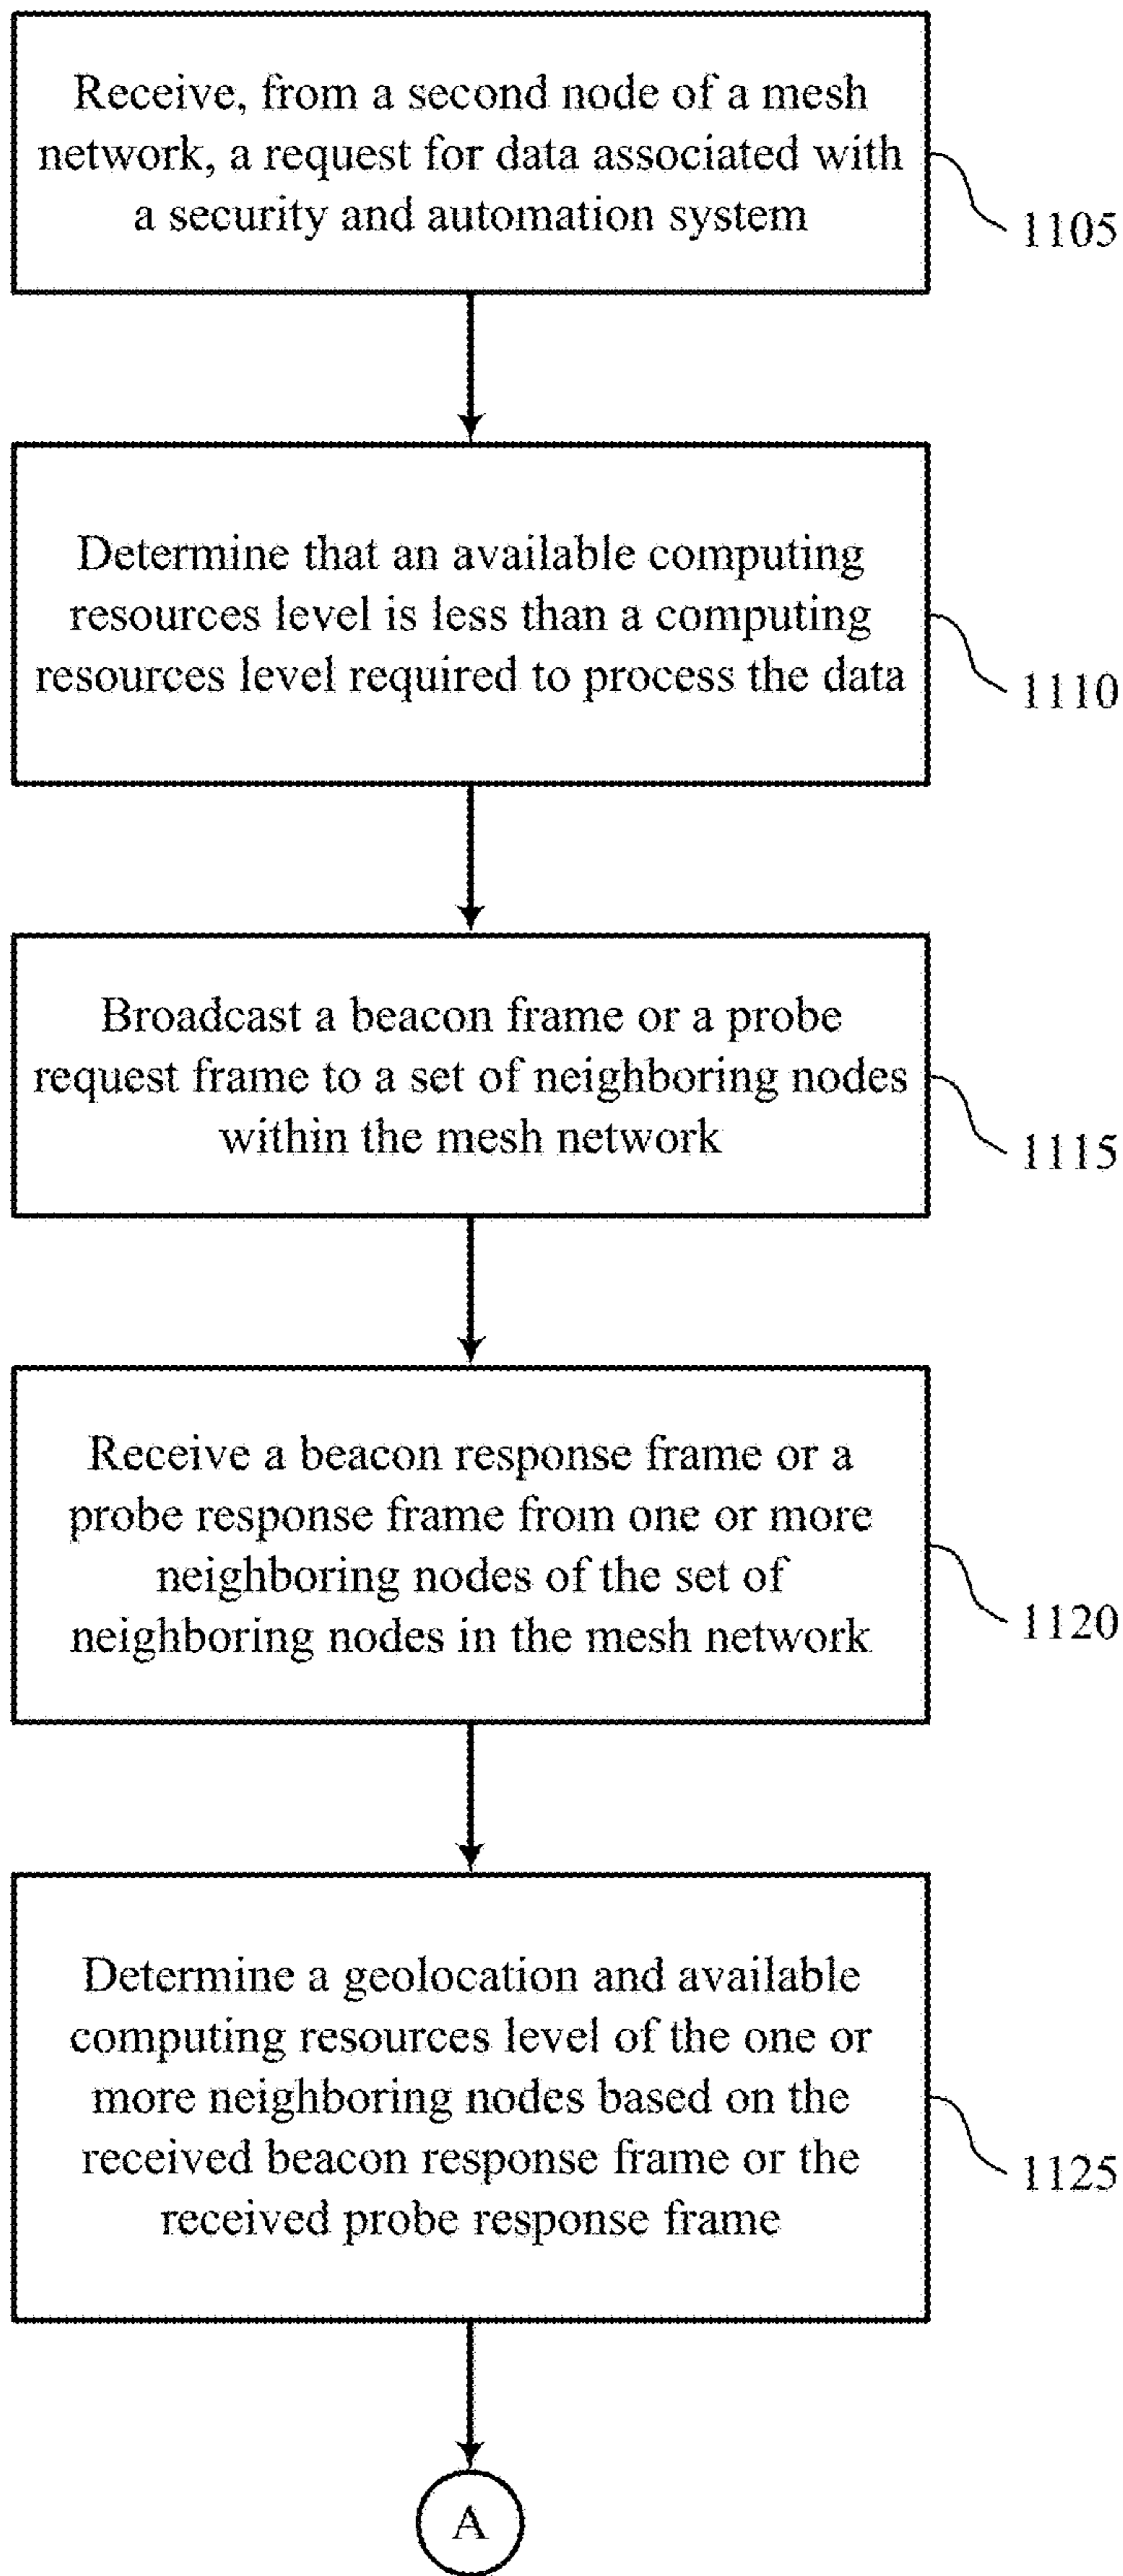 Receive, from a second node of a mesh
network, a request for data associated with
a security and automation system
1105
Determine that an available computing
resources level is less than a computing
resources level required to process the data
1110
Broadcast a beacon frame or a probe
request frame to a set of neighboring nodes
within the mesh network
1115
Receive a beacon response frame or a
probe response frame from one or more
neighboring nodes of the set of
neighboring nodes in the mesh network
1120
Determine a geolocation and available
computing resources level of the one or
more neighboring nodes based on the
received beacon response frame or the
received probe response frame
1125
A